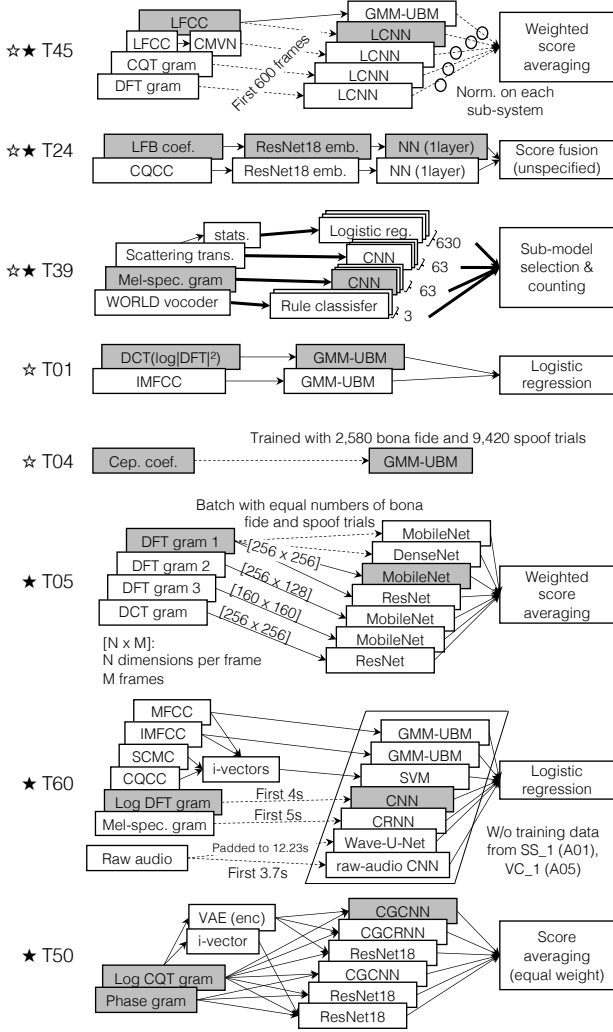 ☆★ T45
LFCC
LFCC
CMVN
CQT gram
DFT gram
First 600 frames
GMM-UBM
LCNN
LCNN
LCNN
LCNN
Norm. on each
sub-system
Weighted
score
averaging
☆★ T24
LFB coef.
ResNet18 emb.
NN (1layer)
CQCC
ResNet18 emb.
NN (1layer)
Score fusion
(unspecified)
☆★ T39
stats.
Scattering trans.
Mel-spec. gram
WORLD vocoder
Logistic reg.
630
CNN
63
CNN
63
Rule classisfer
3
Sub-model
selection &
counting
☆ T01
DCT(log|DFT|²)
GMM-UBM
IMFCC
GMM-UBM
Logistic
regression
☆ T04
Trained with 2,580 bona fide and 9,420 spoof trials
Cep. coef.
GMM-UBM
★ T05
Batch with equal numbers of bona
fide and spoof trials
DFT gram 1
DFT gram 2
DFT gram 3
DCT gram
[256 x 256]
[256 x 128]
[160 x 160]
[256 x 256]
[N x M]:
N dimensions per frame
M frames
MobileNet
DenseNet
MobileNet
ResNet
MobileNet
MobileNet
ResNet
Weighted
score
averaging
★ T60
MFCC
IMFCC
SCMC
CQCC
i-vectors
Log DFT gram
Mel-spec. gram
Raw audio
First 4s
First 5s
Padded to 12.23s
First 3.7s
GMM-UBM
GMM-UBM
SVM
CNN
CRNN
Wave-U-Net
raw-audio CNN
Logistic
regression
W/o training data
from SS_1 (A01),
VC_1 (A05)
★ T50
VAE (enc)
i-vector
Log CQT gram
Phase gram
CGCNN
CGCRNN
ResNet18
CGCNN
ResNet18
ResNet18
Score
averaging
(equal weight)